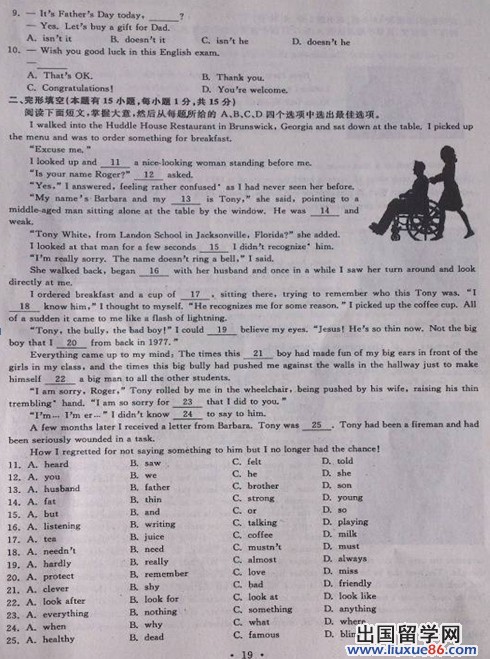 9. — It's Father's Day today, ______?
— Yes. Let's buy a gift for Dad.
A. isn't it B. doesn't it C. isn't he D. doesn't he
10. — Wish you good luck in this English exam.
— ______
A. That's OK. B. Thank you.
C. Congratulations! D. You're welcome.
二、完形填空(本题有 15 小题,每小题 1 分,共 15 分)
阅读下面短文,掌握大意,然后从每题所给的 A、B、C、D 四个选项中选出最佳选项。
I walked into the Huddle House Restaurant in Brunswick, Georgia and sat down at the table. I picked up
the menu and was to order something for breakfast.
"Excuse me."
I looked up and 11 a nice-looking woman standing before me.
"Is your name Roger?" 12 asked.
"Yes," I answered, feeling rather confused' as I had never seen her before.
"My name's Barbara and my 13 is Tony," she said, pointing to a
middle-aged man sitting alone at the table by the window. He was 14 and
weak.
"Tony White, from Landon School in Jacksonville, Florida?" she added.
I looked at that man for a few seconds 15 I didn't recognize' him.
"I'm really sorry. The name doesn't ring a bell," I said.
She walked back, began 16 with her husband and once in a while I saw her turn around and look
directly at me.
I ordered breakfast and a cup of 17 , sitting there, trying to remember who this Tony was. "I
18 know him," I thought to myself. "He recognizes me for some reason." I picked up the coffee cup. All
of a sudden it came to me like a flash of lightning.
"Tony, the bully, the bad boy!" I could 19 believe my eyes. "Jesus! He's so thin now. Not the big
boy that I 20 from back in 1977."
Everything came up to my mind: The times this 21 boy had made fun of my big ears in front of the
girls in my class, and the times this big bully had pushed me against the walls in the hallway just to make
himself 22 a big man to all the other students.
"I am sorry, Roger," Tony rolled by me in the wheelchair, being pushed by his wife, raising his thin
trembling' hand. "I am so sorry for 23 that I did to you."
"I'm... I'm er..." I didn't know 24 to say to him.
A few months later I received a letter from Barbara. Tony was 25 . Tony had been a fireman and had
been seriously wounded in a task.
How I regretted for not saying something to him but I no longer had the chance!
11. A. heard B. saw C. felt D. told
12. A. you B. we C. he D. she
13. A. husband B. father C. brother D. son
14. A. fat B. thin C. strong D. young
15. A. but B. and C. or D. so
16. A. listening B. writing C. talking D. playing
17. A. tea B. juice C. coffee D. milk
18. A. needn't B. need C. mustn't D. must
19. A. hardly B. really C. almost D. always
20. A. protect B. remember C. love D. miss
21. A. clever B. shy C. bad D. friendly
22. A. look after B. look for C. look at D. look like
23. A. everything B. nothing C. something D. anything
24. A. when B. why C. what D. where
25. A. healthy B. dead C. famous D. blin
• 19 •
出国留学网
www.liuxue86.com